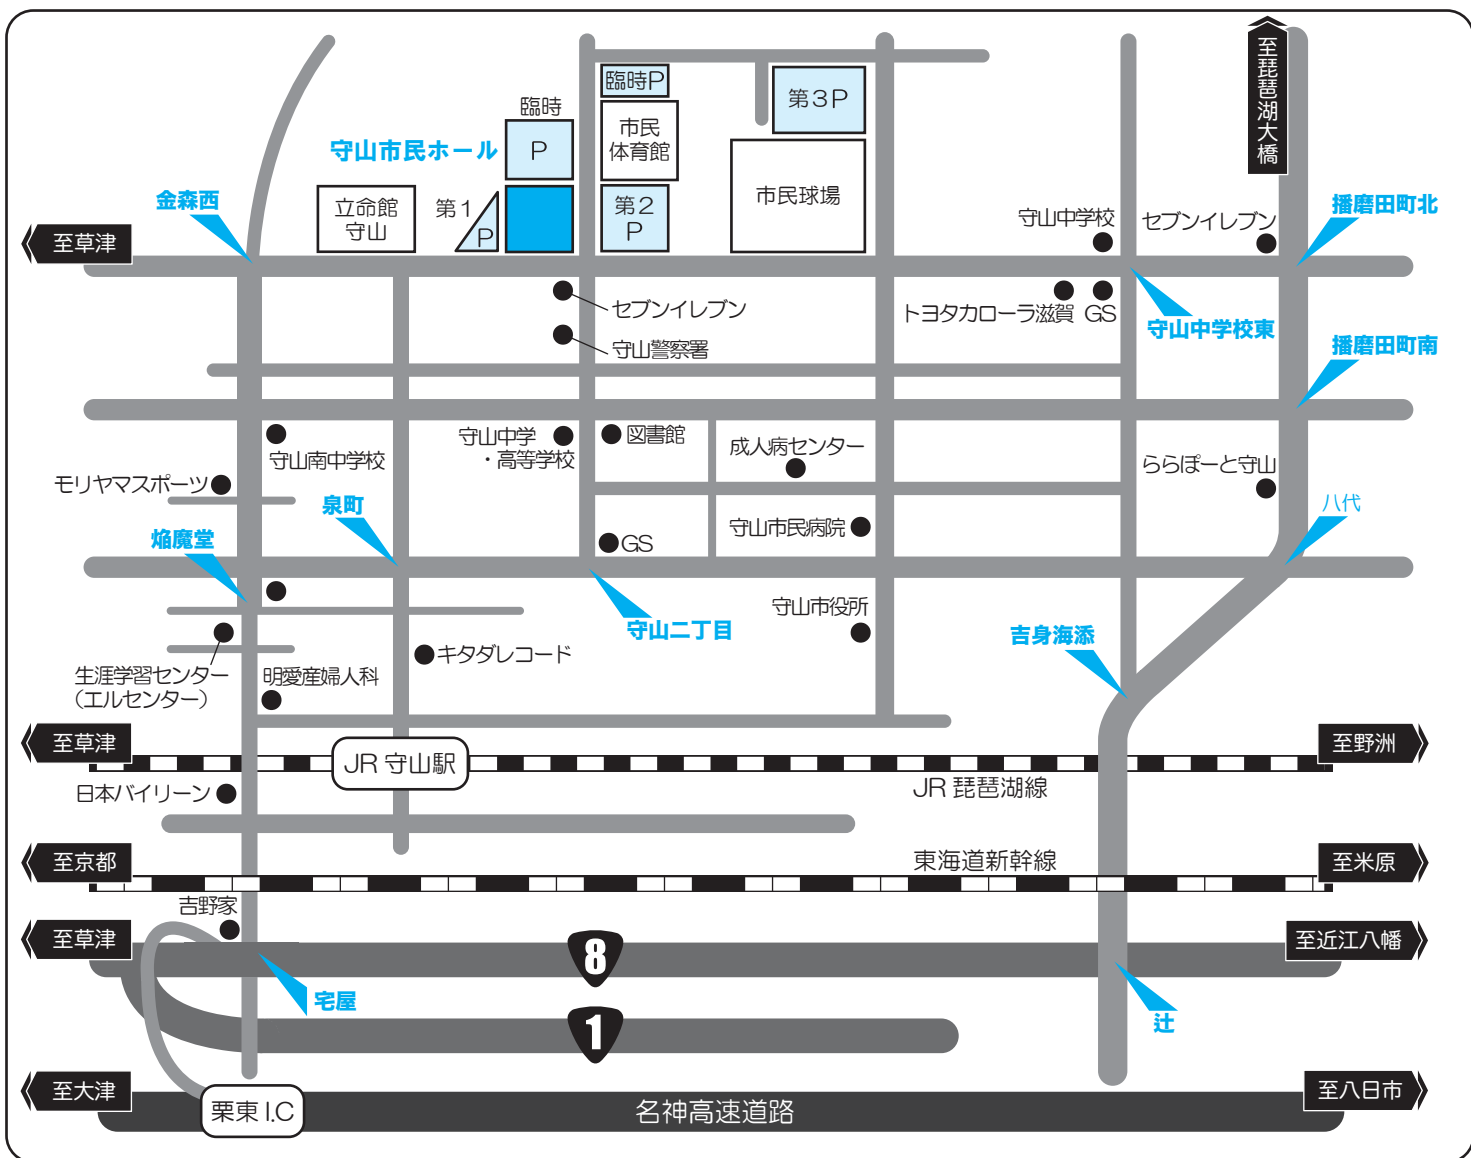 至琵琶湖大橋
臨時P
第3P
臨時
P
市民
体育館
守山市民ホール
立命館
守山
第1
P
第2
P
市民球場
金森西
守山中学校
セブンイレブン
播磨田町北
至草津
セブンイレブン
トヨタカローラ滋賀
GS
守山中学校東
守山警察署
播磨田町南
守山南中学校
守山中学
・高等学校
図書館
成人病センター
ららぽーと守山
モリヤマスポーツ
泉町
八代
焔魔堂
GS
守山市民病院
守山市役所
守山二丁目
吉身海添
キタダレコード
生涯学習センター
(エルセンター)
明愛産婦人科
至草津
JR 守山駅
至野洲
日本バイリーン
JR 琵琶湖線
至京都
東海道新幹線
至米原
吉野家
至草津
8
至近江八幡
宅屋
1
辻
至大津
栗東 I.C
名神高速道路
至八日市